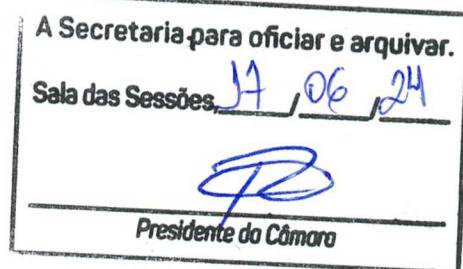 A Secretaria para oficiar e arquivar.
Sala das Sessões, 17 / 06 / 24
Presidente da Câmara